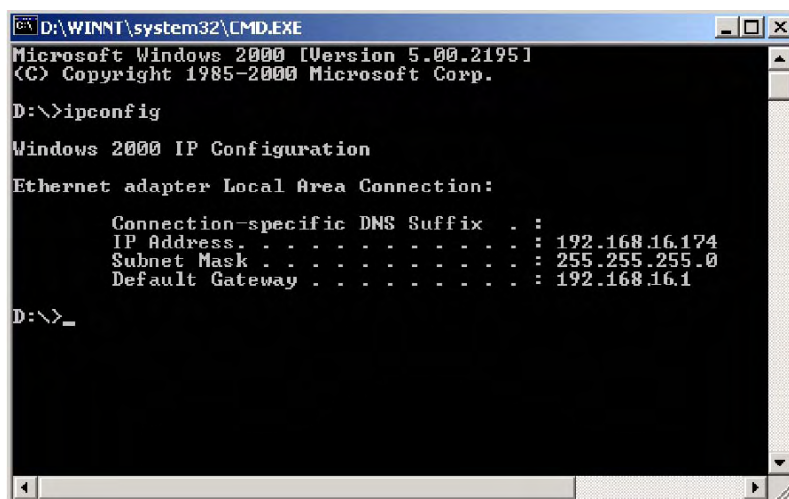 D:\WINNT\system32\CMD.EXE
Microsoft Windows 2000 [Version 5.00.2195]
(C) Copyright 1985-2000 Microsoft Corp.
D:\>ipconfig
Windows 2000 IP Configuration
Ethernet adapter Local Area Connection:
Connection-specific DNS Suffix . :
IP Address. . . . . . . . . . . . : 192.168.16.174
Subnet Mask . . . . . . . . . . . : 255.255.255.0
Default Gateway . . . . . . . . . : 192.168.16.1
D:\>_